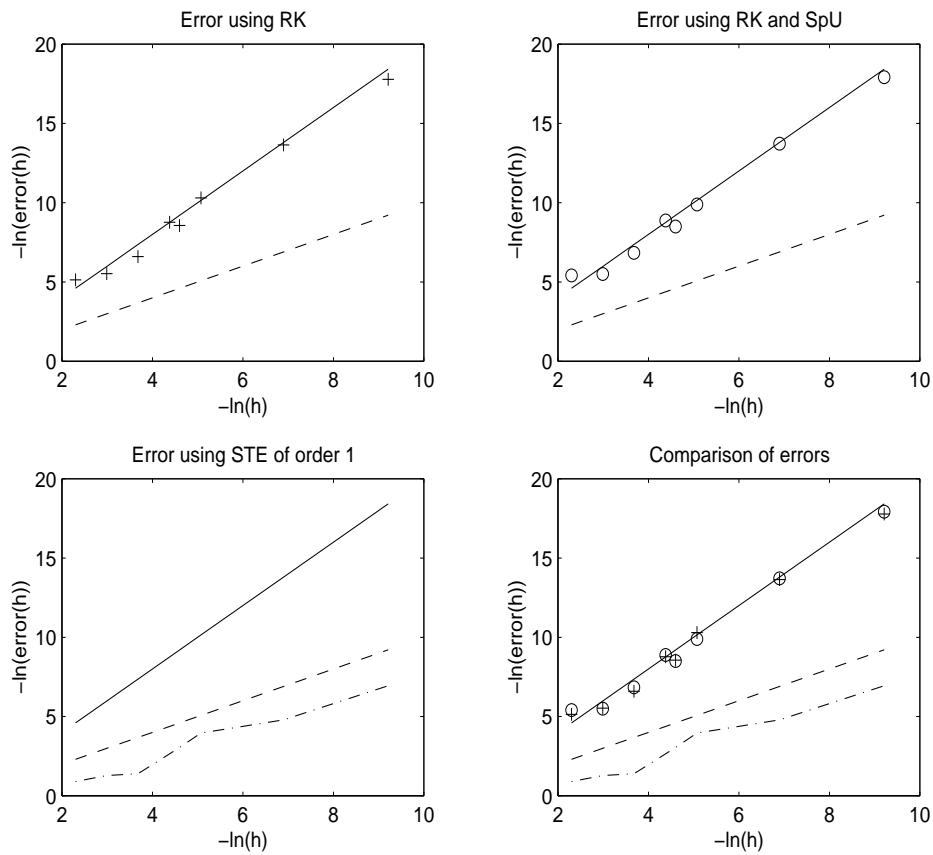 Error using RK
20
15
10
5
0
−ln(error(h))
2 4 6 8 10
−ln(h)
Error using RK and SpU
20
15
10
5
0
−ln(error(h))
2 4 6 8 10
−ln(h)
Error using STE of order 1
20
15
10
5
0
−ln(error(h))
2 4 6 8 10
−ln(h)
Comparison of errors
20
15
10
5
0
−ln(error(h))
2 4 6 8 10
−ln(h)